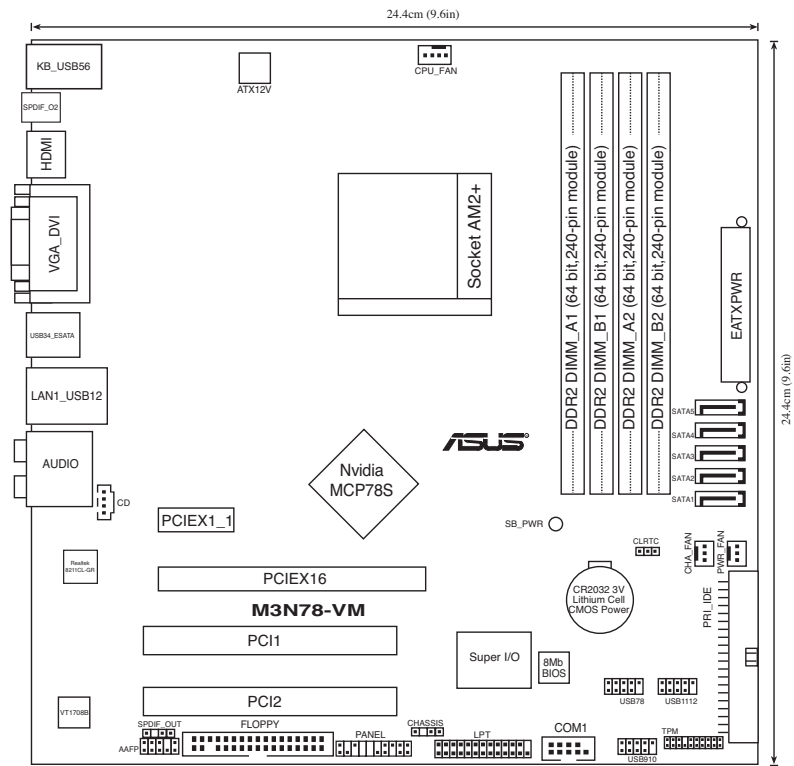 24.4cm (9.6in)
KB_USB56
CPU_FAN
ATX12V
SPDIF_O2
HDMI
VGA_DVI
Socket AM2+
DDR2 DIMM_A1 (64 bit,240-pin module)
DDR2 DIMM_B1 (64 bit,240-pin module)
DDR2 DIMM_A2 (64 bit,240-pin module)
DDR2 DIMM_B2 (64 bit,240-pin module)
EATXPWR
24.4cm (9.6in)
USB34_ESATA
LAN1_USB12
SATA5
SATA4
SATA3
SATA2
SATA1
AUDIO
ASUS
Nvidia
MCP78S
CD
PCIEX1_1
SB_PWR
CLRTC
CHA_FAN
PWR_FAN
Realtek
8211CL-GR
PCIEX16
CR2032 3V
Lithium Cell
CMOS Power
PRI_IDE
M3N78-VM
PCI1
Super I/O
8Mb
BIOS
PCI2
USB78
USB1112
VT1708B
SPDIF_OUT
FLOPPY
CHASSIS
AAFP
PANEL
LPT
COM1
TPM
USB910